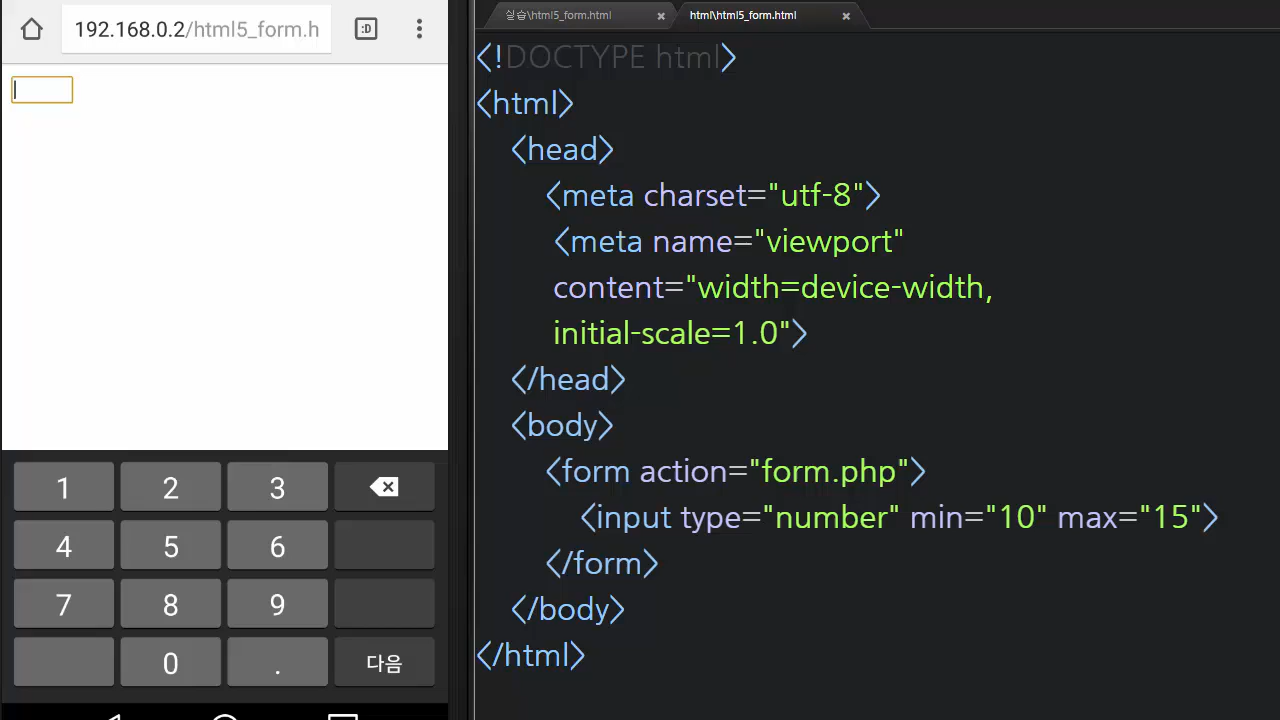 192.168.0.2/html5_form.h
:D
1 2 3
4 5 6
7 8 9
0 . 다음
실습\html5_form.html
html\html5_form.html
<!DOCTYPE html>
<html>
<head>
<meta charset="utf-8">
<meta name="viewport"
content="width=device-width,
initial-scale=1.0">
</head>
<body>
<form action="form.php">
<input type="number" min="10" max="15">
</form>
</body>
</html>